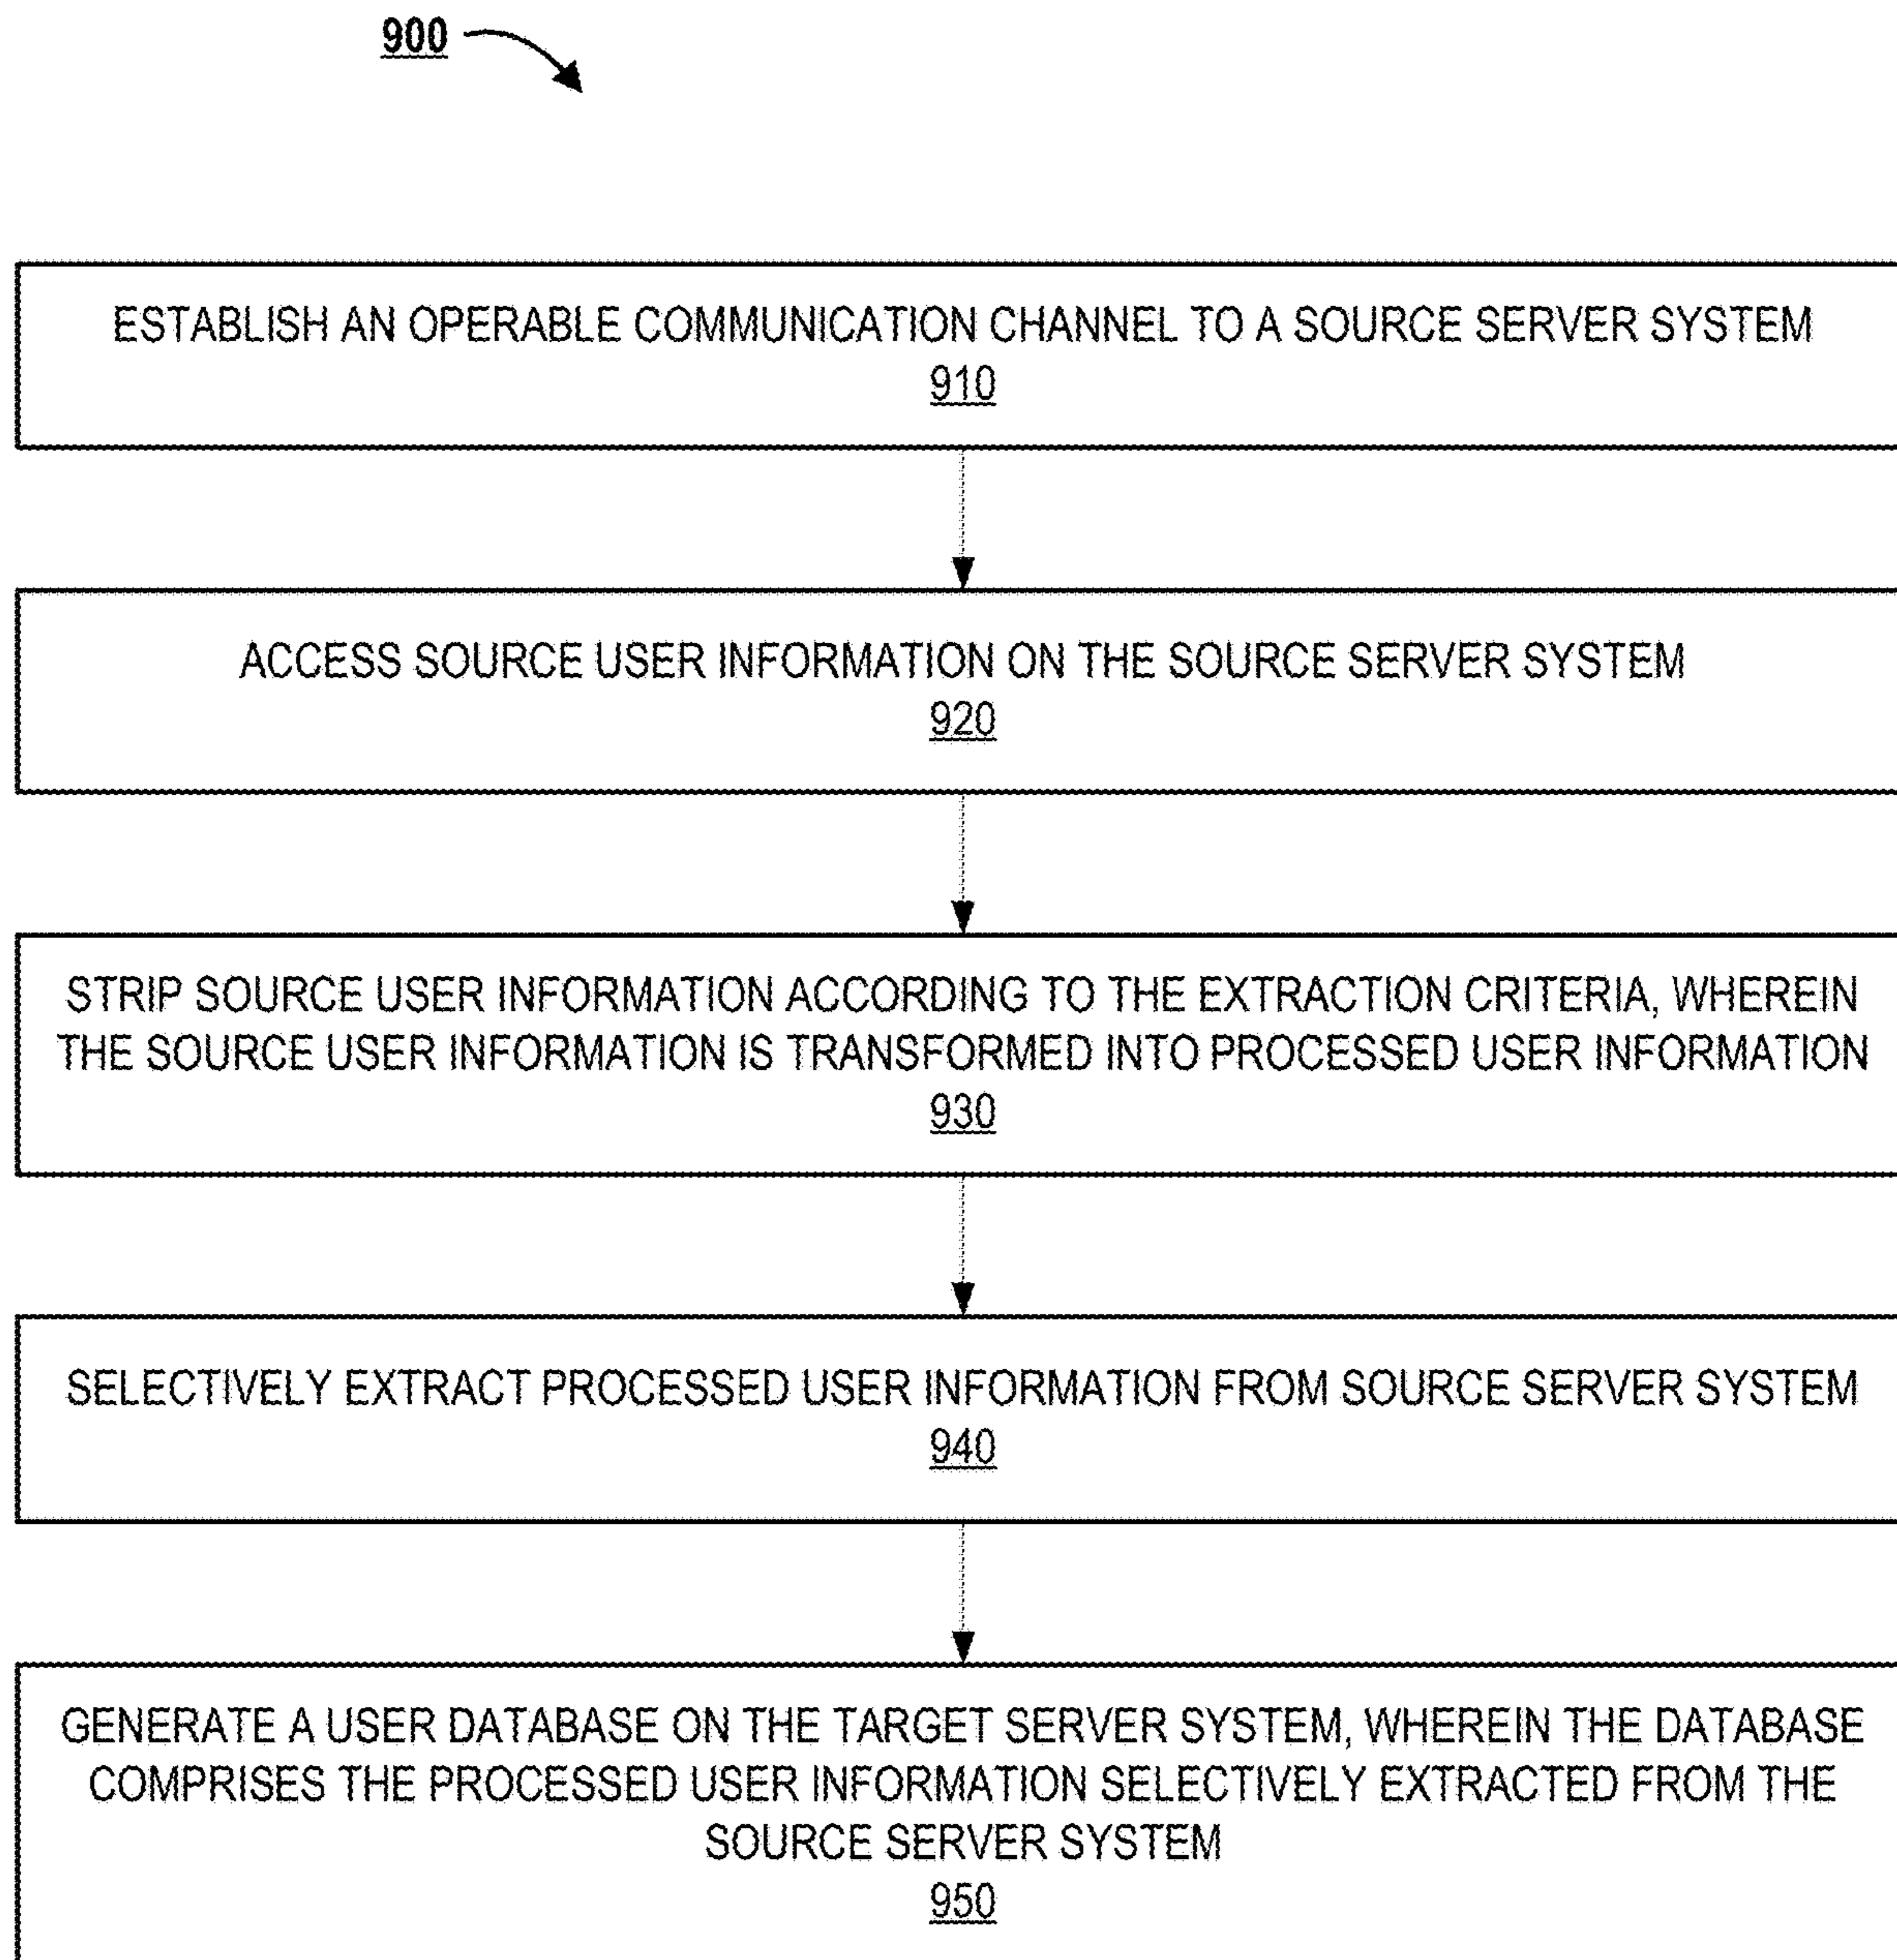 900
ESTABLISH AN OPERABLE COMMUNICATION CHANNEL TO A SOURCE SERVER SYSTEM
910
ACCESS SOURCE USER INFORMATION ON THE SOURCE SERVER SYSTEM
920
STRIP SOURCE USER INFORMATION ACCORDING TO THE EXTRACTION CRITERIA, WHEREIN
THE SOURCE USER INFORMATION IS TRANSFORMED INTO PROCESSED USER INFORMATION
930
SELECTIVELY EXTRACT PROCESSED USER INFORMATION FROM SOURCE SERVER SYSTEM
940
GENERATE A USER DATABASE ON THE TARGET SERVER SYSTEM, WHEREIN THE DATABASE
COMPRISES THE PROCESSED USER INFORMATION SELECTIVELY EXTRACTED FROM THE
SOURCE SERVER SYSTEM
950